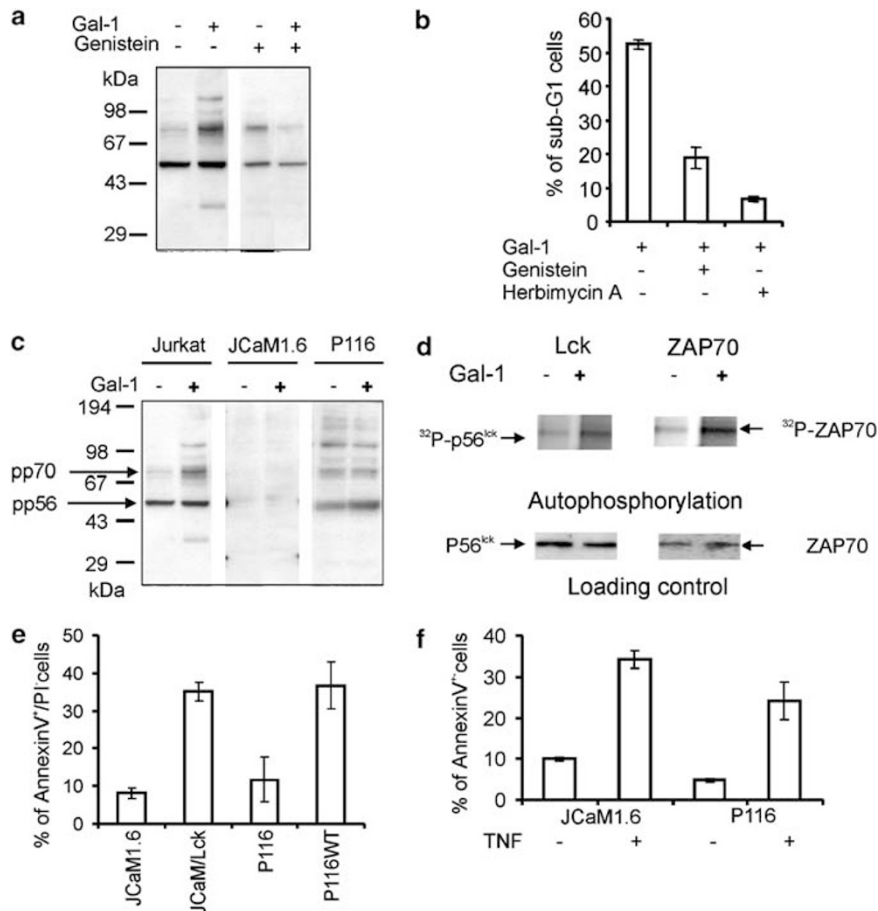 a
Gal-1 - + - +
Genistein + +
kDa
98
67
43
29
b
% of sub-G1 cells
60
50
40
30
20
10
0
Gal-1 + + +
Genistein - + -
Herbimycin A - - +
c
Jurkat JCaM1.6 P116
Gal-1 - + - + - +
194
98
pp70
67
pp56
43
29
kDa
d
Lck ZAP70
Gal-1 - + - +
32P-p56lck 32P-ZAP70
Autophosphorylation
P56lck ZAP70
Loading control
e
% of AnnexinV+/PI-cells
50
40
30
20
10
0
JCaM1.6
JCaM/Lck
P116
P116WT
f
% of AnnexinV+-cells
40
30
20
10
0
JCaM1.6 P116
TNF - + - +